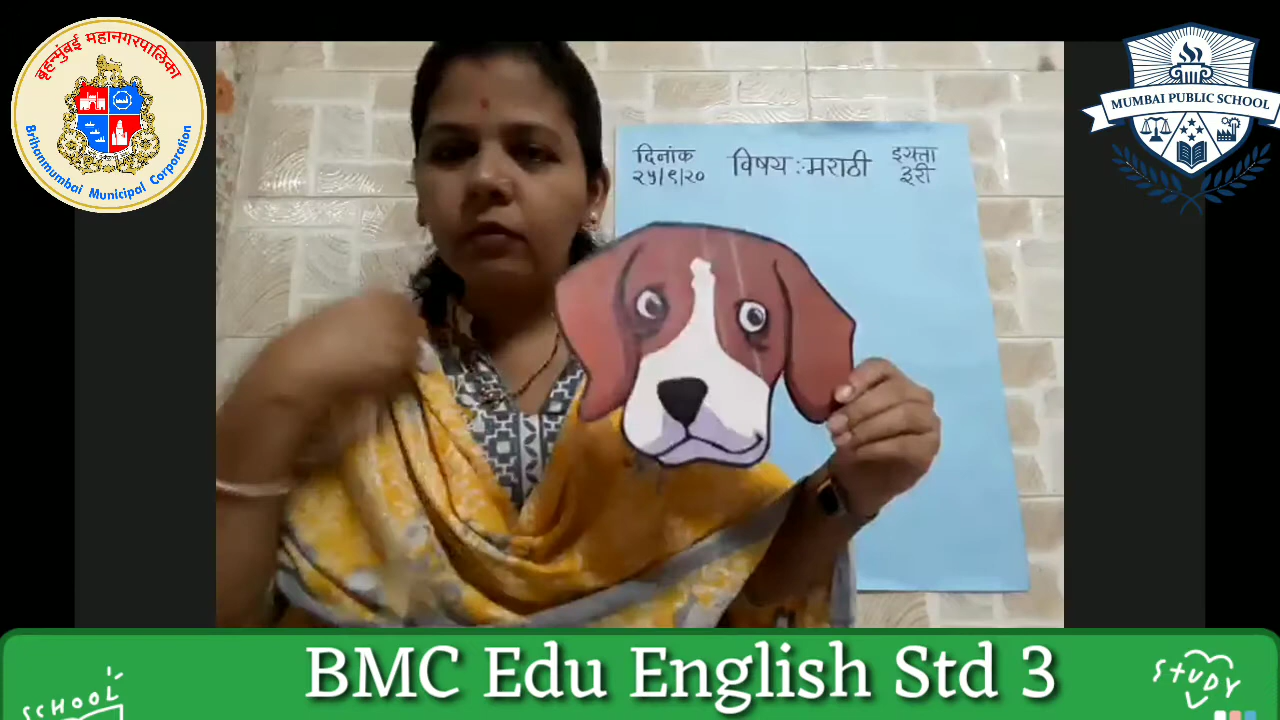 बृहन्मुंबई महानगरपालिका
Brihanmumbai Municipal Corporation
MUMBAI PUBLIC SCHOOL
दिनांक
२५/९/२०
विषय :- मराठी
इयत्ता
३री
BMC Edu English Std 3
SCHOOL
STUDY